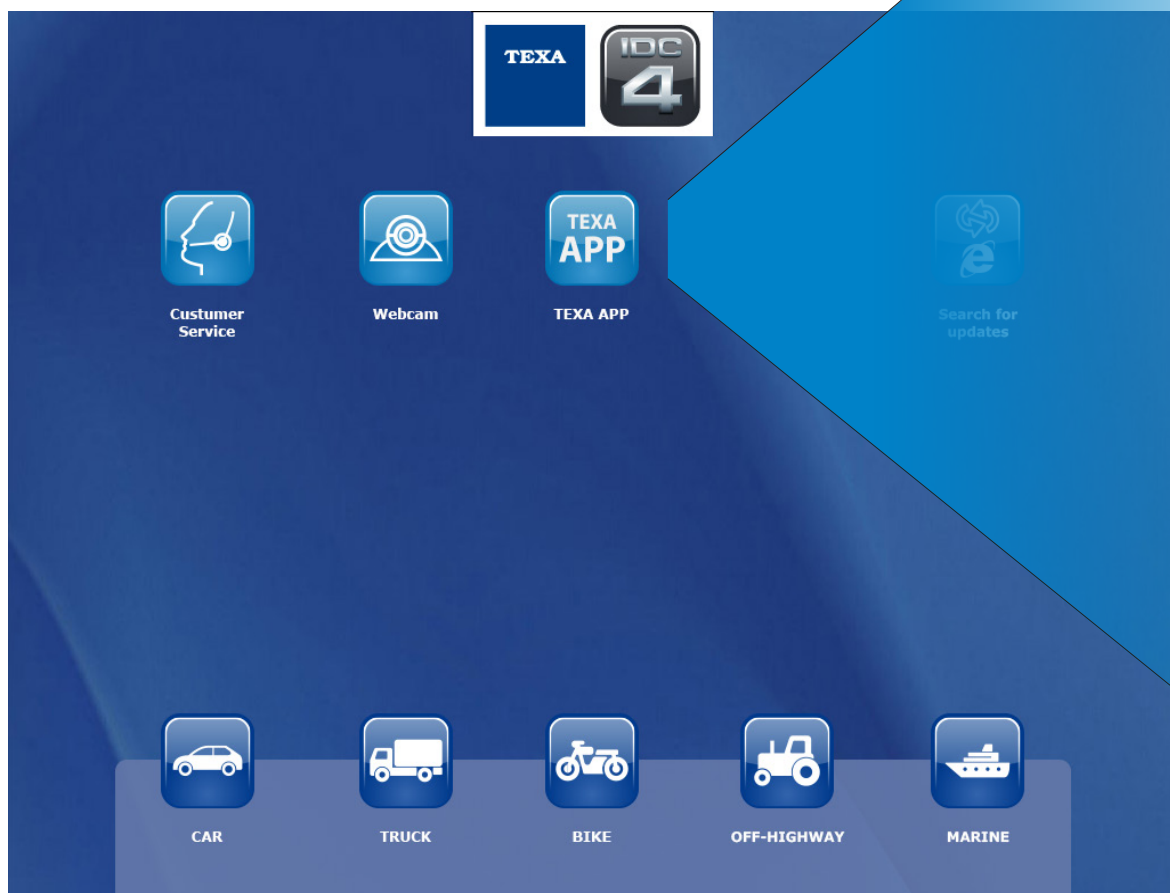 TEXA
IDC
4
TEXA
APP
Custumer
Service
Webcam
TEXA APP
Search for
updates
CAR
TRUCK
BIKE
OFF-HIGHWAY
MARINE